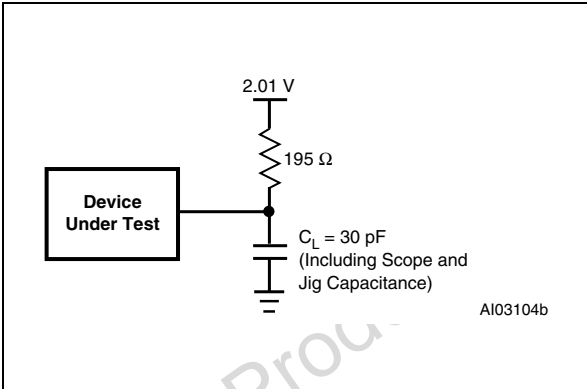 2.01 V
195 Ω
Device
Under Test
C_L = 30 pF
(Including Scope and
Jig Capacitance)
AI03104b